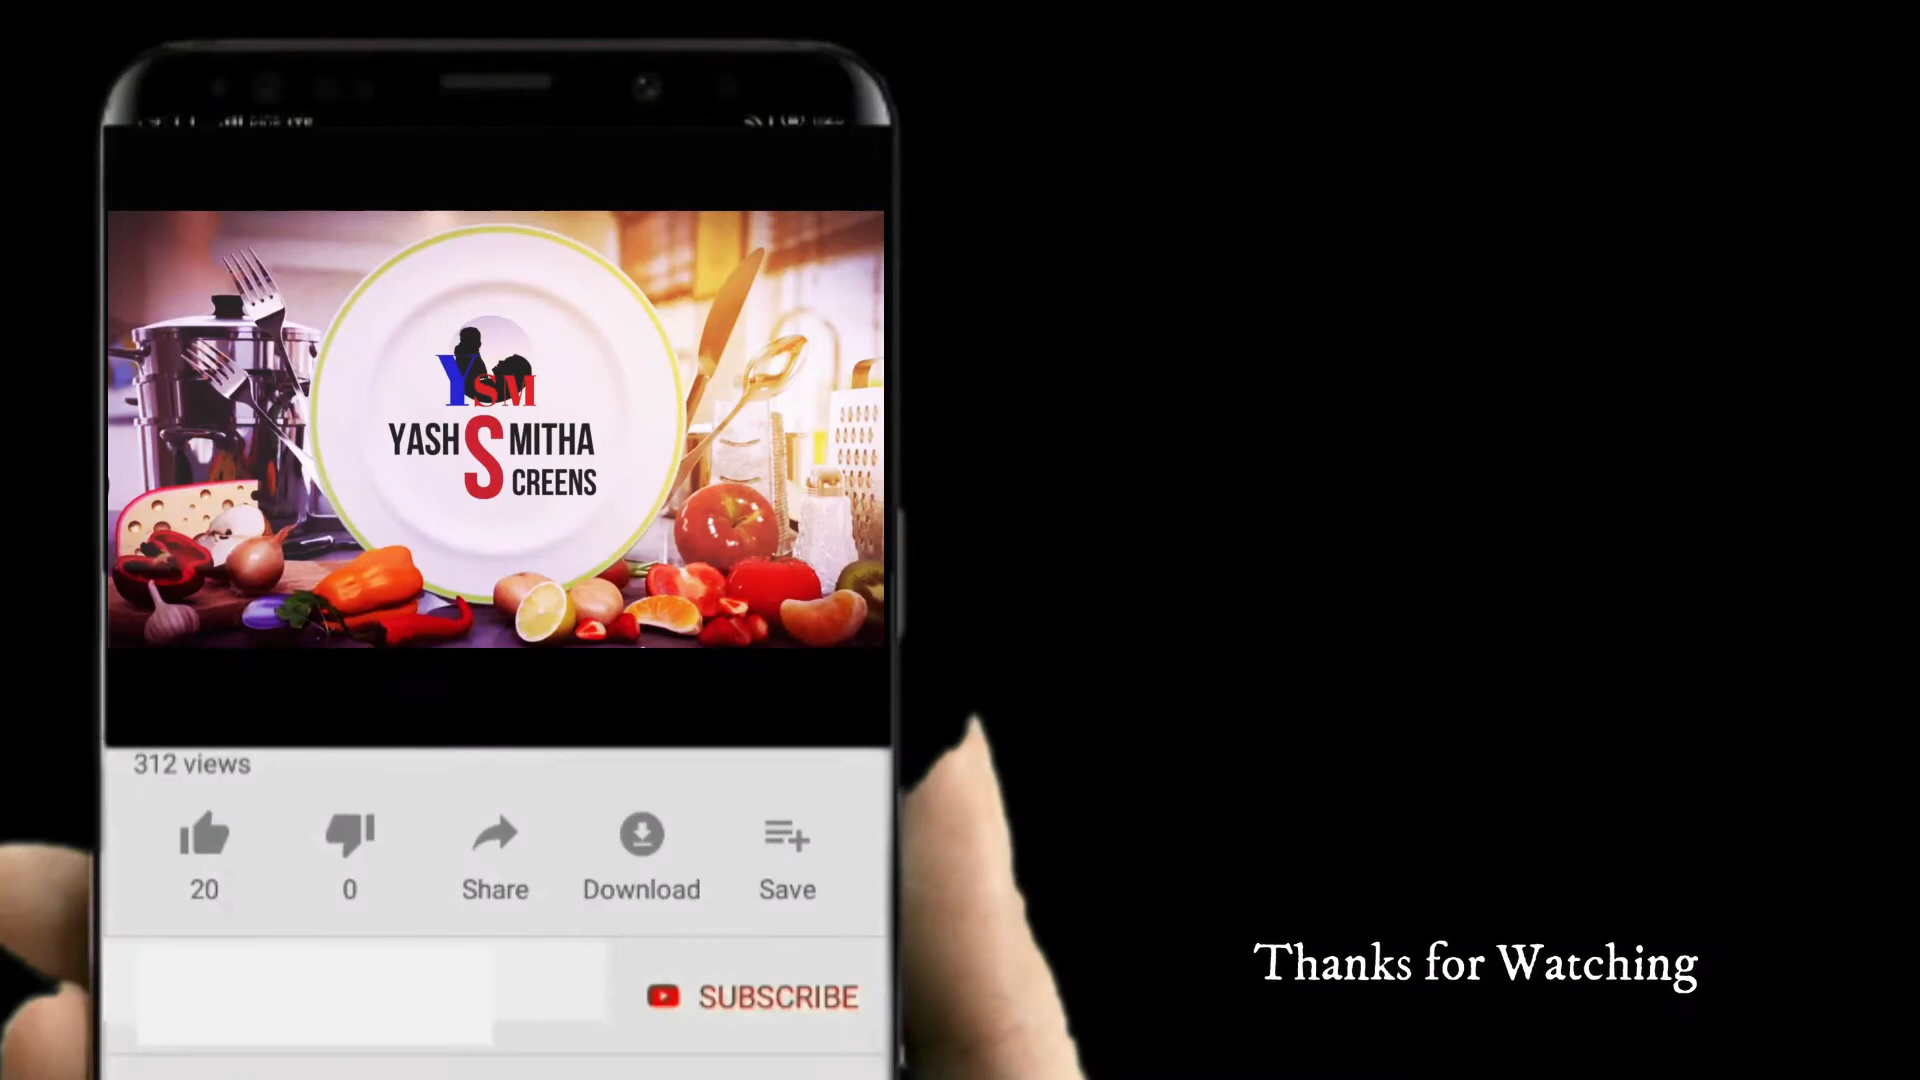 YSM
YASH S MITHA
CREENS
312 views
20
0
Share
Download
Save
SUBSCRIBE
Thanks for Watching